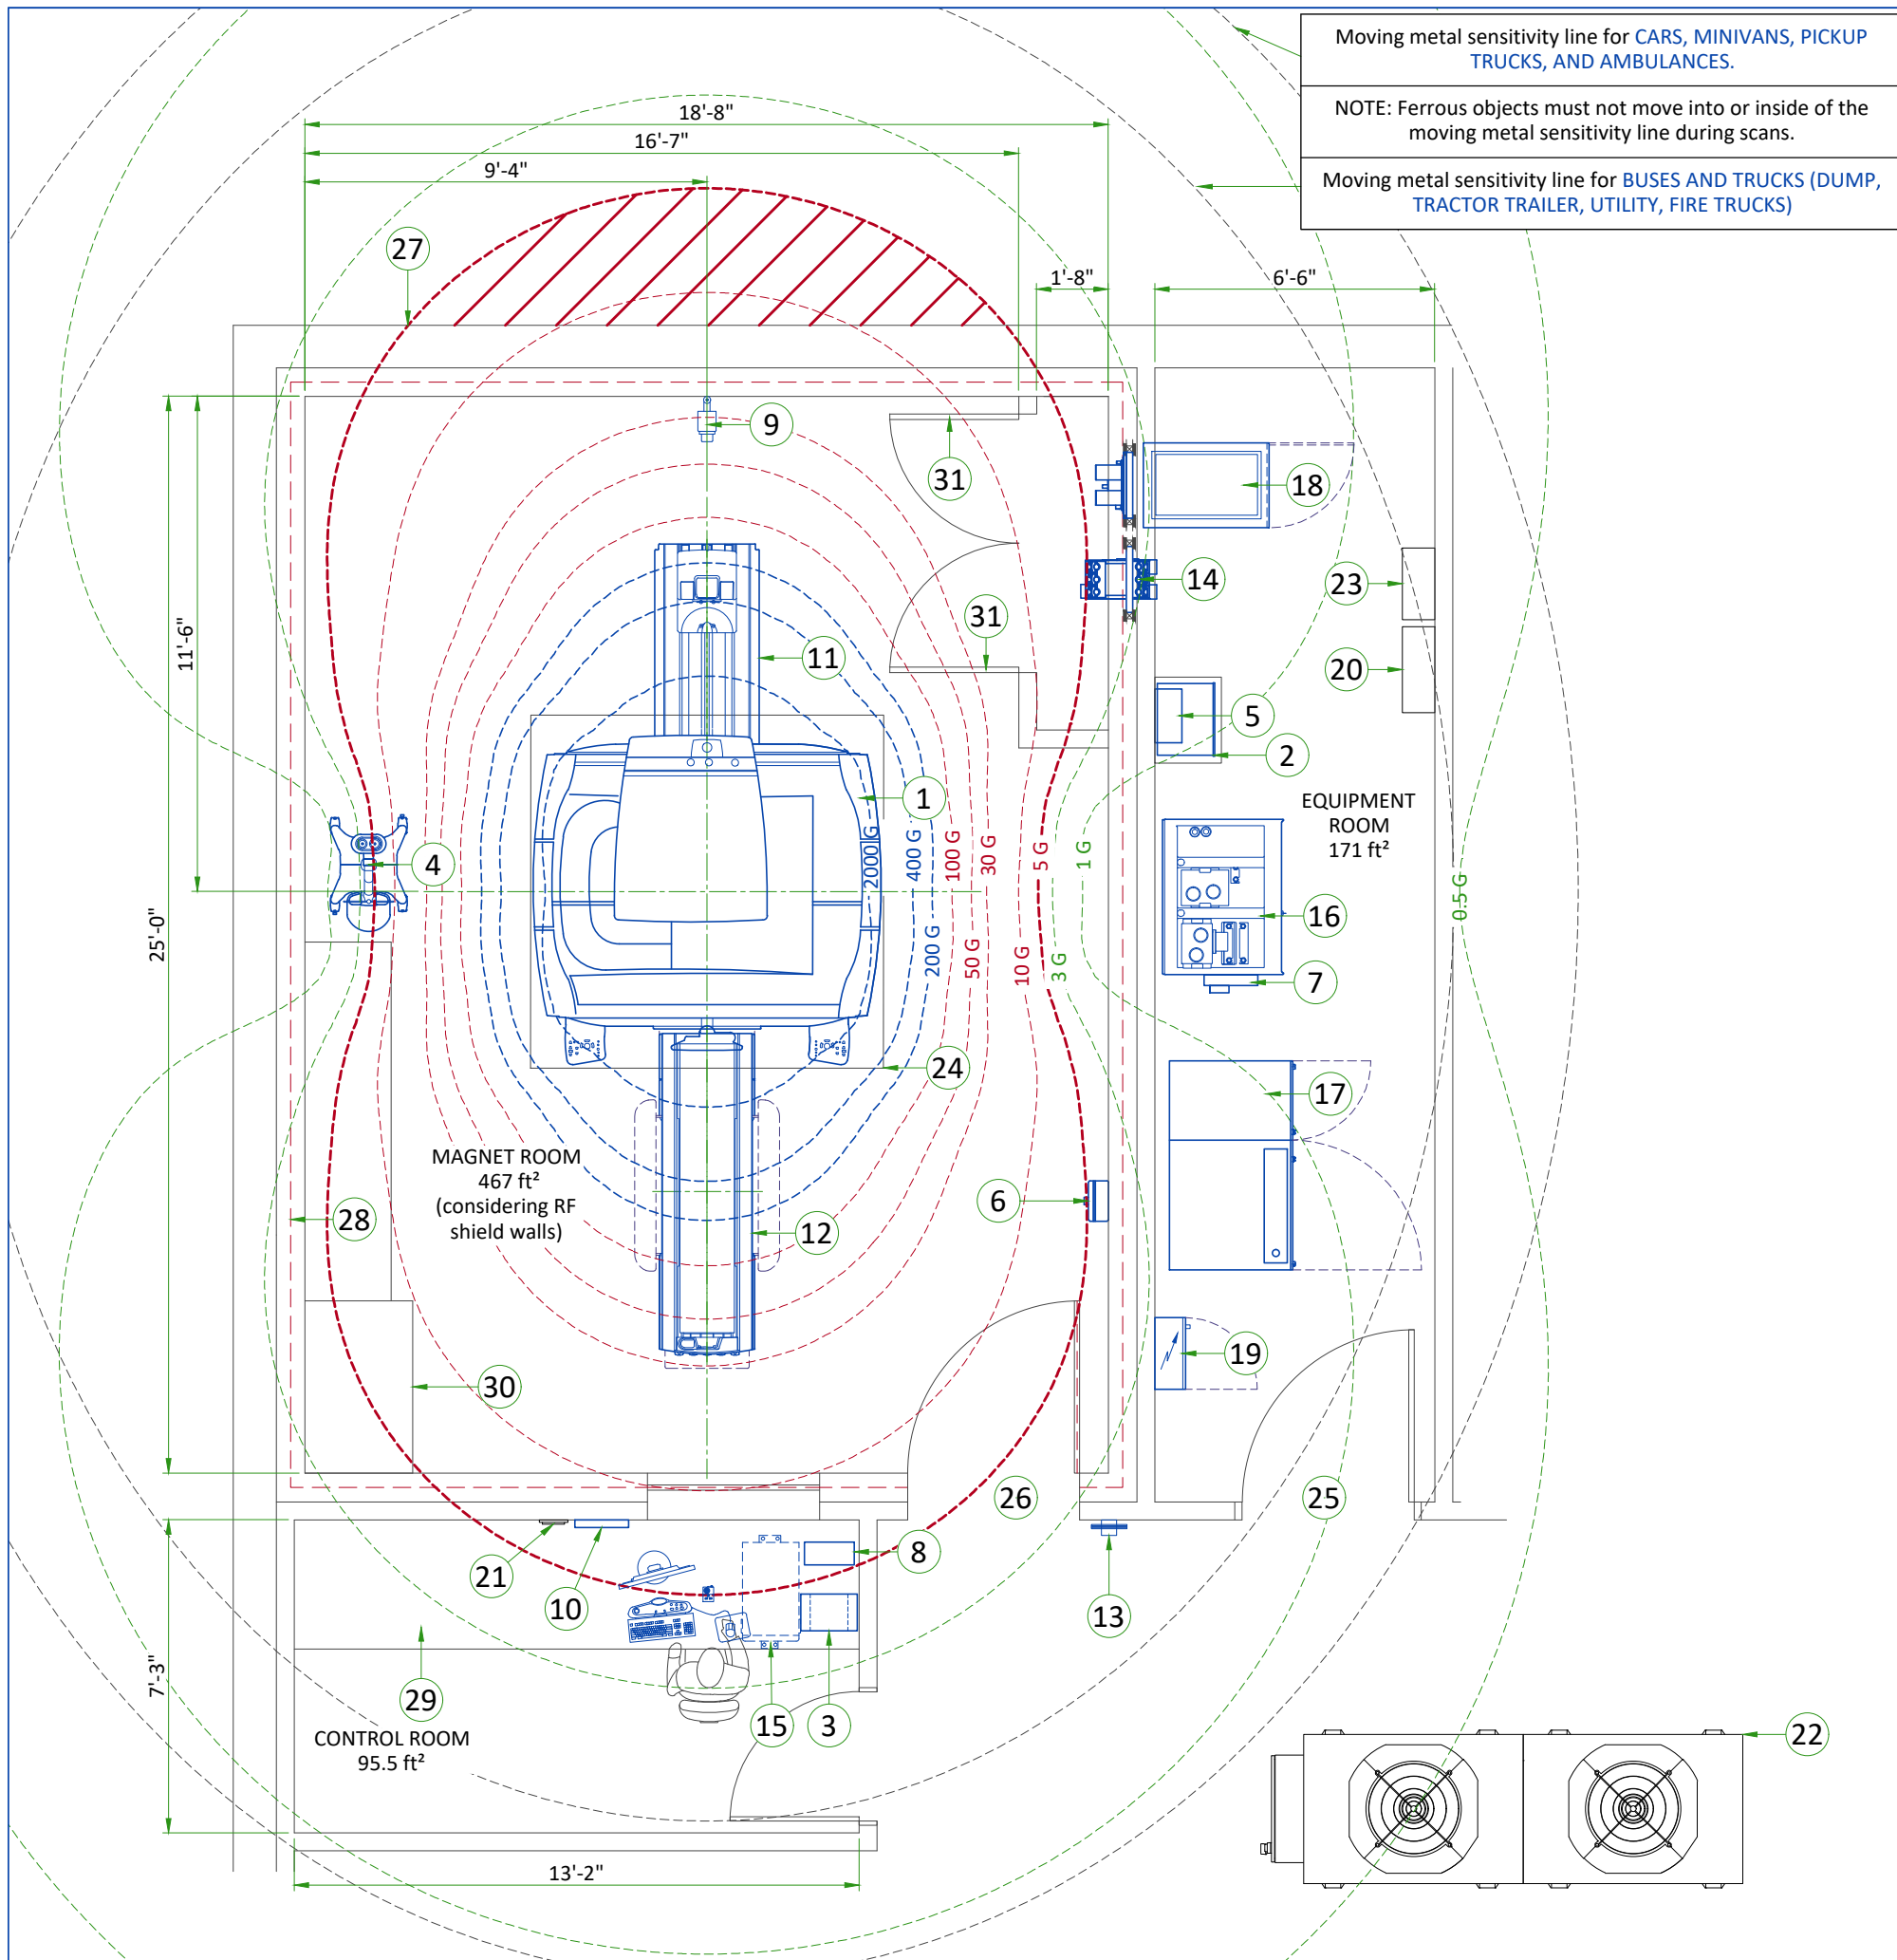 Moving metal sensitivity line for CARS, MINIVANS, PICKUP
TRUCKS, AND AMBULANCES.
NOTE: Ferrous objects must not move into or inside of the
moving metal sensitivity line during scans.
Moving metal sensitivity line for BUSES AND TRUCKS (DUMP,
TRACTOR TRAILER, UTILITY, FIRE TRUCKS)
18'-8"
16'-7"
9'-4"
27
1'-8"
6'-6"
9
31
18
14
23
31
11'-6"
11
20
5
2
1
EQUIPMENT
ROOM
171 ft²
4
2000 G
400 G
200 G
100 G
50 G
30 G
10 G
5 G
3 G
1 G
0.5 G
16
25'-0"
7
24
17
MAGNET ROOM
467 ft²
(considering RF
shield walls)
28
12
6
19
30
26
25
21
10
8
13
7'-3"
29
15
3
CONTROL ROOM
95.5 ft²
22
13'-2"